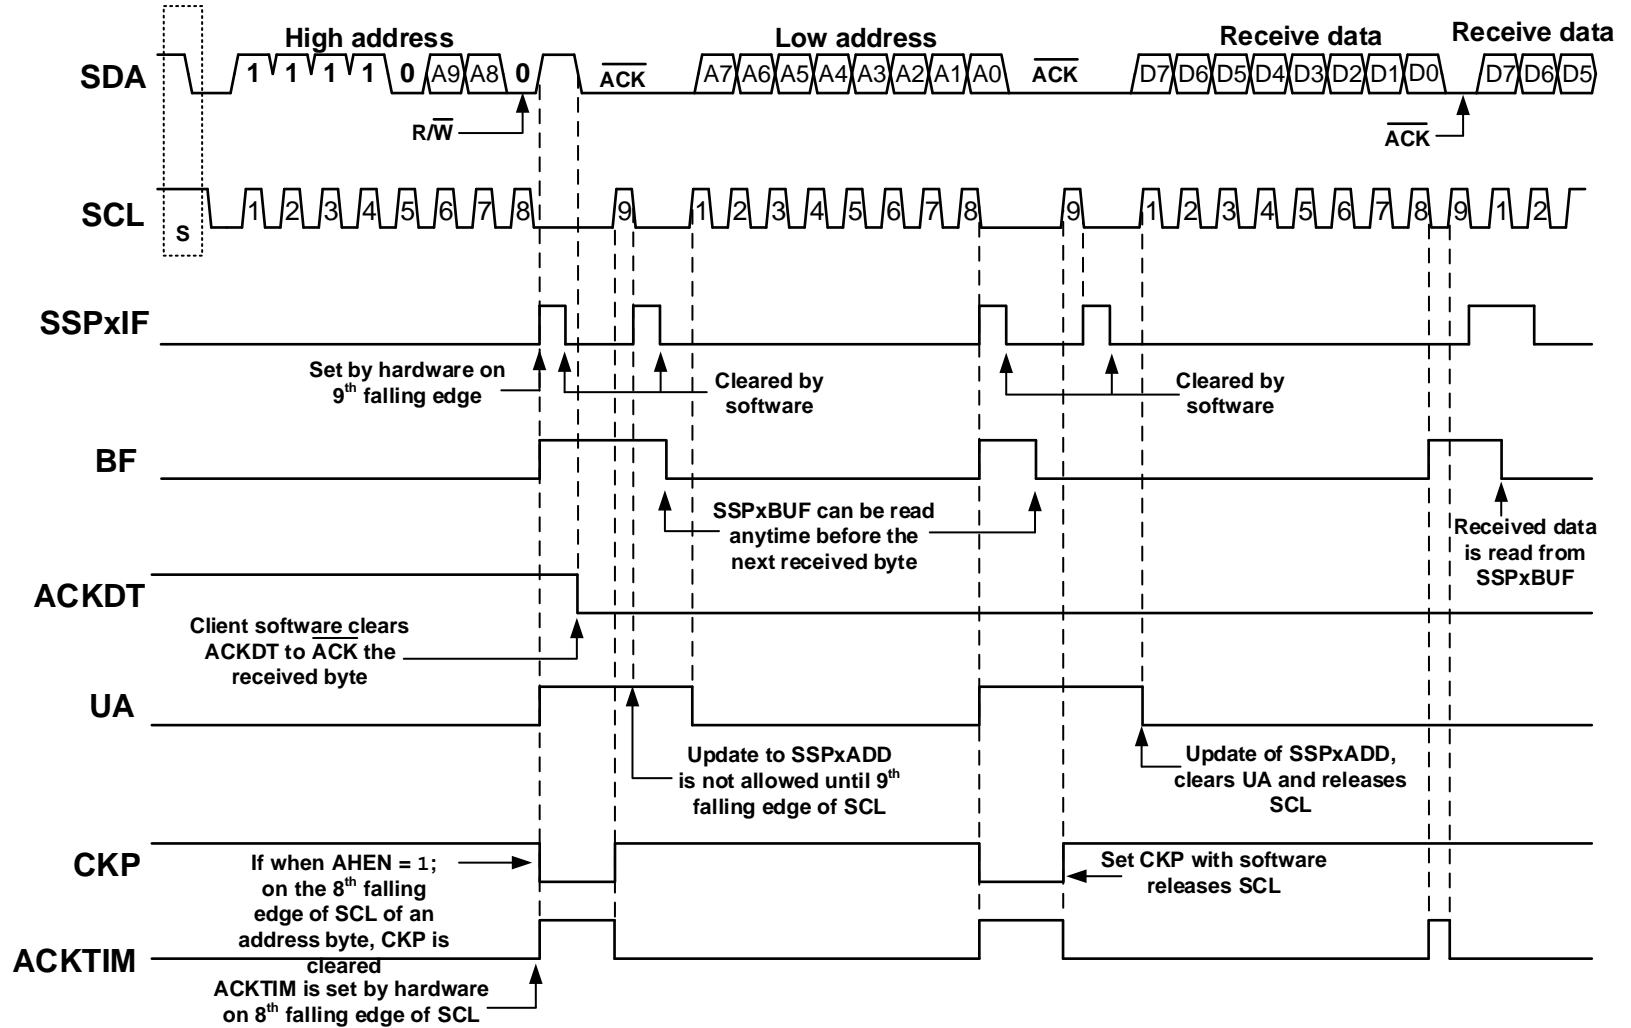 High address
Low address
Receive data
Receive data
SDA
1 1 1 1 0 A9 A8 0
ACK
A7 A6 A5 A4 A3 A2 A1 A0
ACK
D7 D6 D5 D4 D3 D2 D1 D0
D7 D6 D5
R/W
ACK
SCL
S
1 2 3 4 5 6 7 8 9 1 2 3 4 5 6 7 8 9 1 2 3 4 5 6 7 8 9 1 2
SSPxIF
Set by hardware on
9th falling edge
Cleared by
software
Cleared by
software
BF
SSPxBUF can be read
anytime before the
next received byte
Received data
is read from
SSPxBUF
ACKDT
Client software clears
ACKDT to ACK the
received byte
UA
Update to SSPxADD
is not allowed until 9th
falling edge of SCL
Update of SSPxADD,
clears UA and releases
SCL
CKP
If when AHEN = 1;
on the 8th falling
edge of SCL of an
address byte, CKP is
cleared
Set CKP with software
releases SCL
ACKTIM
ACKTIM is set by hardware
on 8th falling edge of SCL